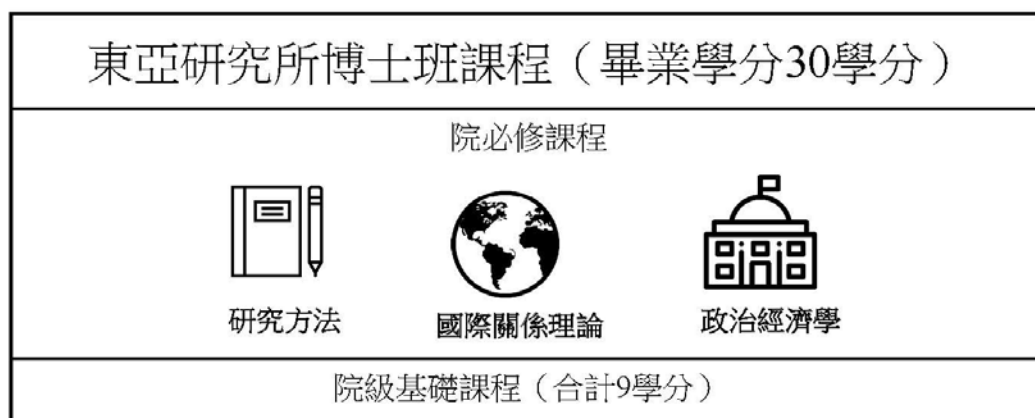 東亞研究所博士班課程（畢業學分30學分）
院必修課程
研究方法
國際關係理論
政治經濟學
院級基礎課程（合計9學分）